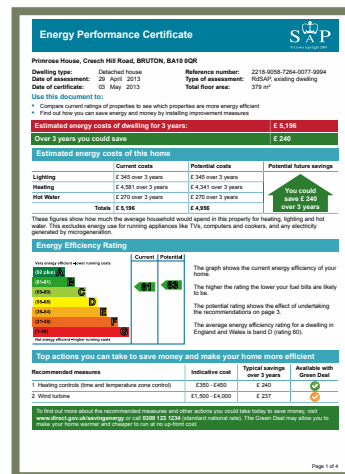 Energy Performance Certificate
SAP
Primrose House, Creech Hill Road, BRUTON, BA10 0QR
Dwelling type: Detached house Reference number: 2218-9058-7264-0077-9994
Date of assessment: 29 April 2013 Type of assessment: RdSAP, existing dwelling
Date of certificate: 03 May 2013 Total floor area: 379 m²
Use this document to:
• Compare current ratings of properties to see which properties are more energy efficient
• Find out how you can save energy and money by installing improvement measures
Estimated energy costs of dwelling for 3 years: £ 5,196
Over 3 years you could save £ 240
Estimated energy costs of this home
Current costs Potential costs Potential future savings
Lighting £ 345 over 3 years £ 345 over 3 years
Heating £ 4,581 over 3 years £ 4,341 over 3 years
Hot Water £ 270 over 3 years £ 270 over 3 years
Totals £ 5,196 £ 4,956
You could
save £ 240
over 3 years
These figures show how much the average household would spend in this property for heating, lighting and hot
water. This excludes energy use for running appliances like TVs, computers and cookers, and any electricity
generated by microgeneration.
Energy Efficiency Rating
Current Potential
Very energy efficient - lower running costs
(92 plus) A
(81-91) B
(69-80) C
(55-68) D
(39-54) E
(21-38) F
(1-20) G
Not energy efficient - higher running costs
81 83
The graph shows the current energy efficiency of your
home.
The higher the rating the lower your fuel bills are likely
to be.
The potential rating shows the effect of undertaking
the recommendations on page 3.
The average energy efficiency rating for a dwelling in
England and Wales is band D (rating 60).
Top actions you can take to save money and make your home more efficient
Recommended measures Indicative cost Typical savings over 3 years Available with Green Deal
1 Heating controls (time and temperature zone control) £350 - £450 £ 240
2 Wind turbine £1,500 - £4,000 £ 237
To find out more about the recommended measures and other actions you could take today to save money, visit
www.direct.gov.uk/savingenergy or call 0300 123 1234 (standard national rate). The Green Deal may allow you to
make your home warmer and cheaper to run at no up-front cost.
Page 1 of 4